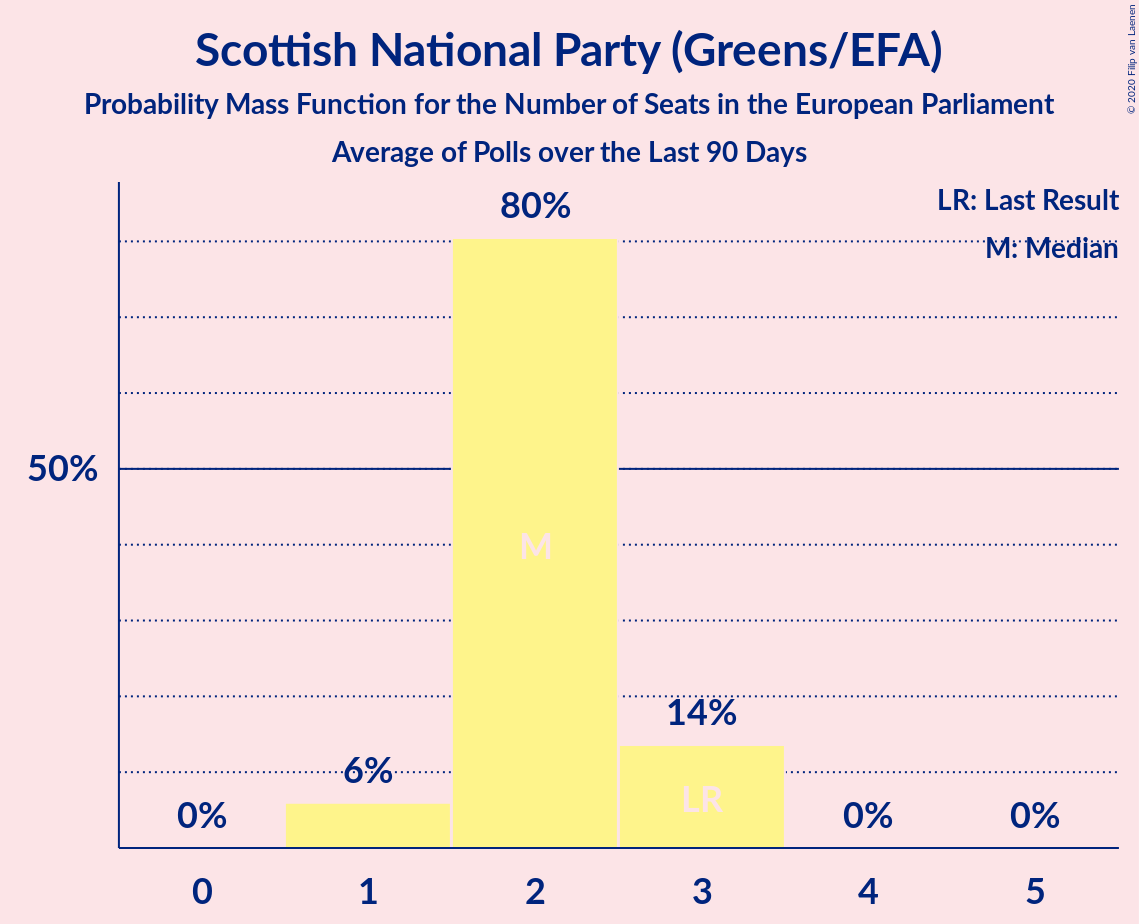 Scottish National Party (Greens/EFA)
Probability Mass Function for the Number of Seats in the European Parliament
Average of Polls over the Last 90 Days
© 2020 Filip van Laenen
LR: Last Result
M: Median
80%
50%
M
14%
6%
LR
0%
0%
0%
0
1
2
3
4
5